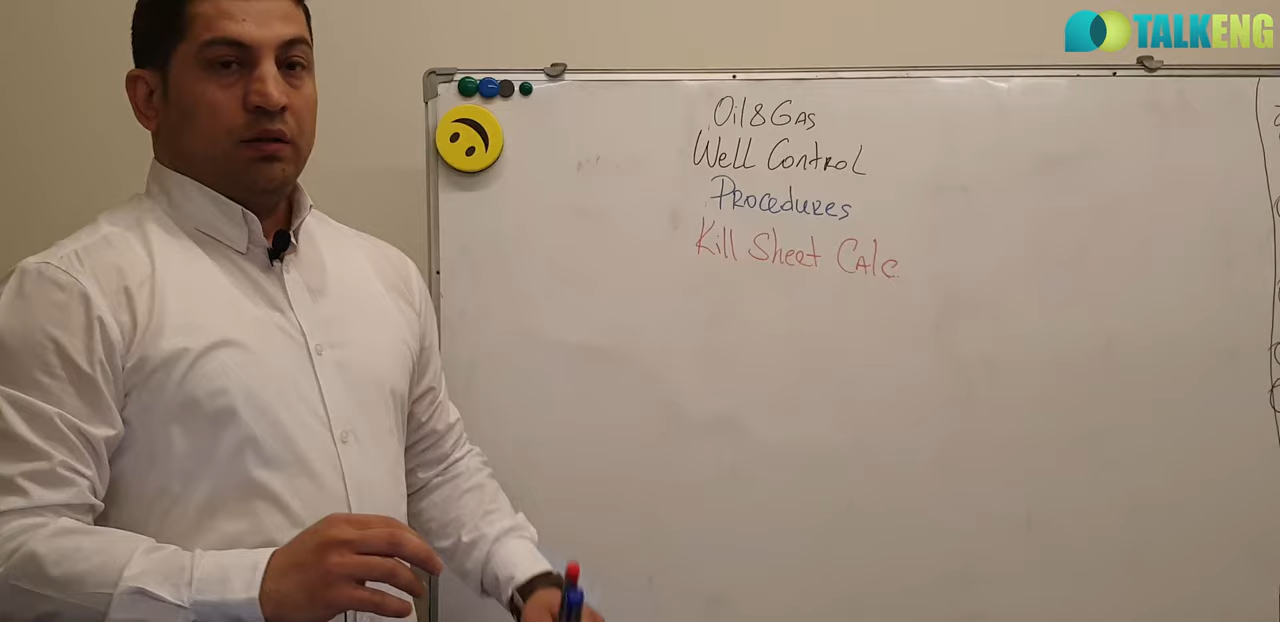 TALKENG
Oil & Gas
Well Control
Procedures
Kill Sheet Calc